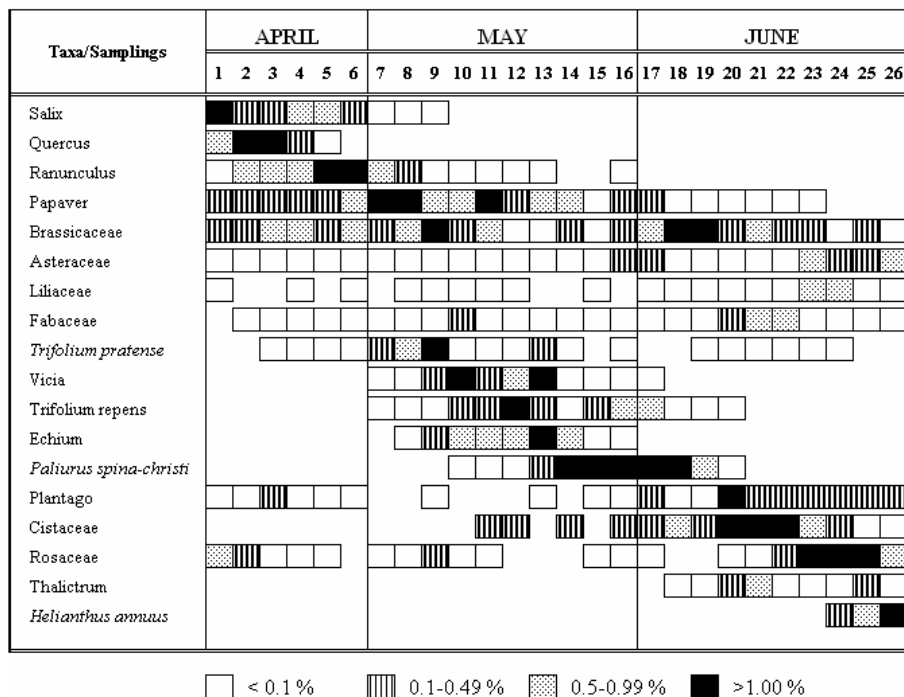 Taxa/Samplings APRIL MAY JUNE
1 2 3 4 5 6 7 8 9 10 11 12 13 14 15 16 17 18 19 20 21 22 23 24 25 26
Salix
Quercus
Ranunculus
Papaver
Brassicaceae
Asteraceae
Liliaceae
Fabaceae
Trifolium pratense
Vicia
Trifolium repens
Echium
Paliurus spina-christi
Plantago
Cistaceae
Rosaceae
Thalictrum
Helianthus annuus
< 0.1 % 0.1-0.49 % 0.5-0.99 % >1.00 %